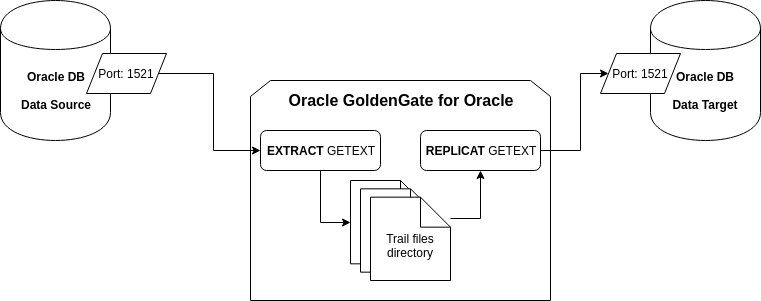 Oracle DB
Data Source
Port: 1521
Oracle GoldenGate for Oracle
EXTRACT GETEXT
REPLICAT GETEXT
Trail files
directory
Port: 1521
Oracle DB
Data Target